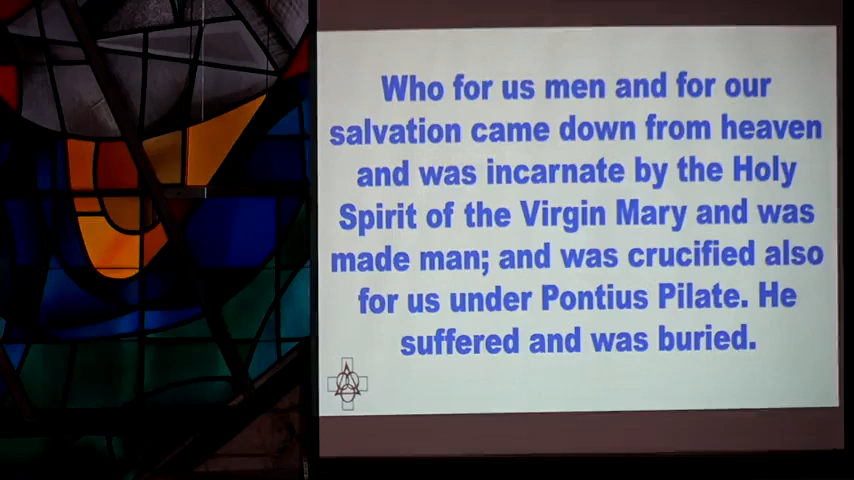 Who for us men and for our
salvation came down from heaven
and was incarnate by the Holy
Spirit of the Virgin Mary and was
made man; and was crucified also
for us under Pontius Pilate. He
suffered and was buried.